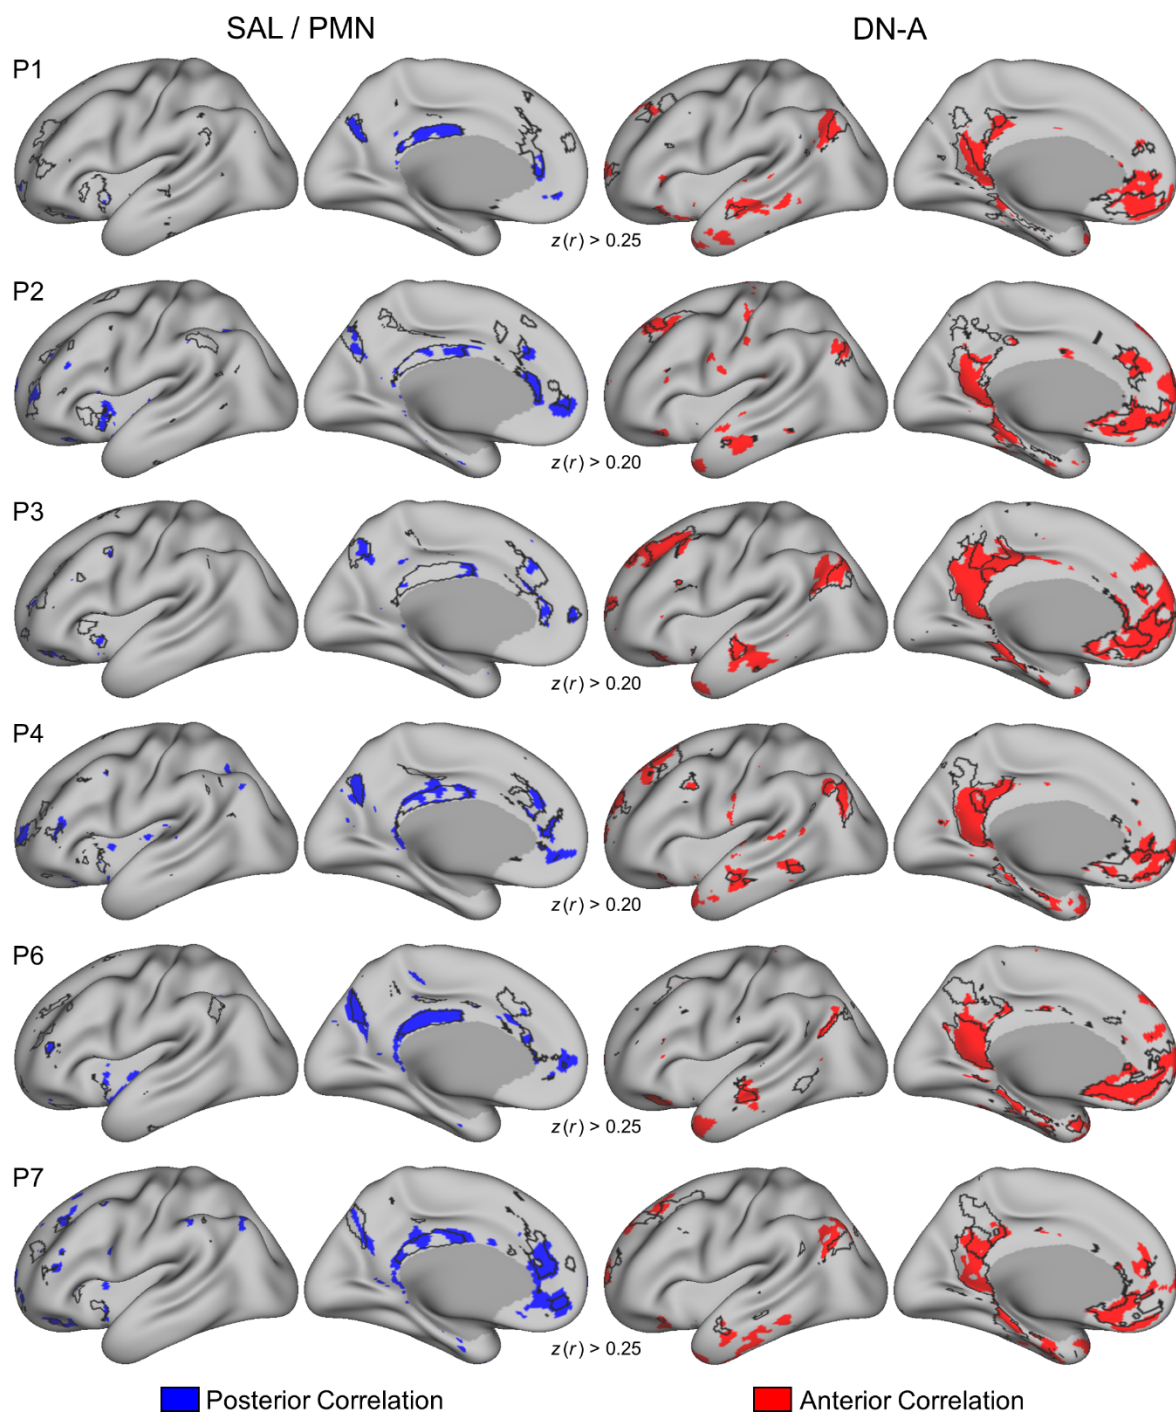 SAL / PMN
DN-A
P1
z(r) > 0.25
P2
z(r) > 0.20
P3
z(r) > 0.20
P4
z(r) > 0.20
P6
z(r) > 0.25
P7
z(r) > 0.25
Posterior Correlation
Anterior Correlation